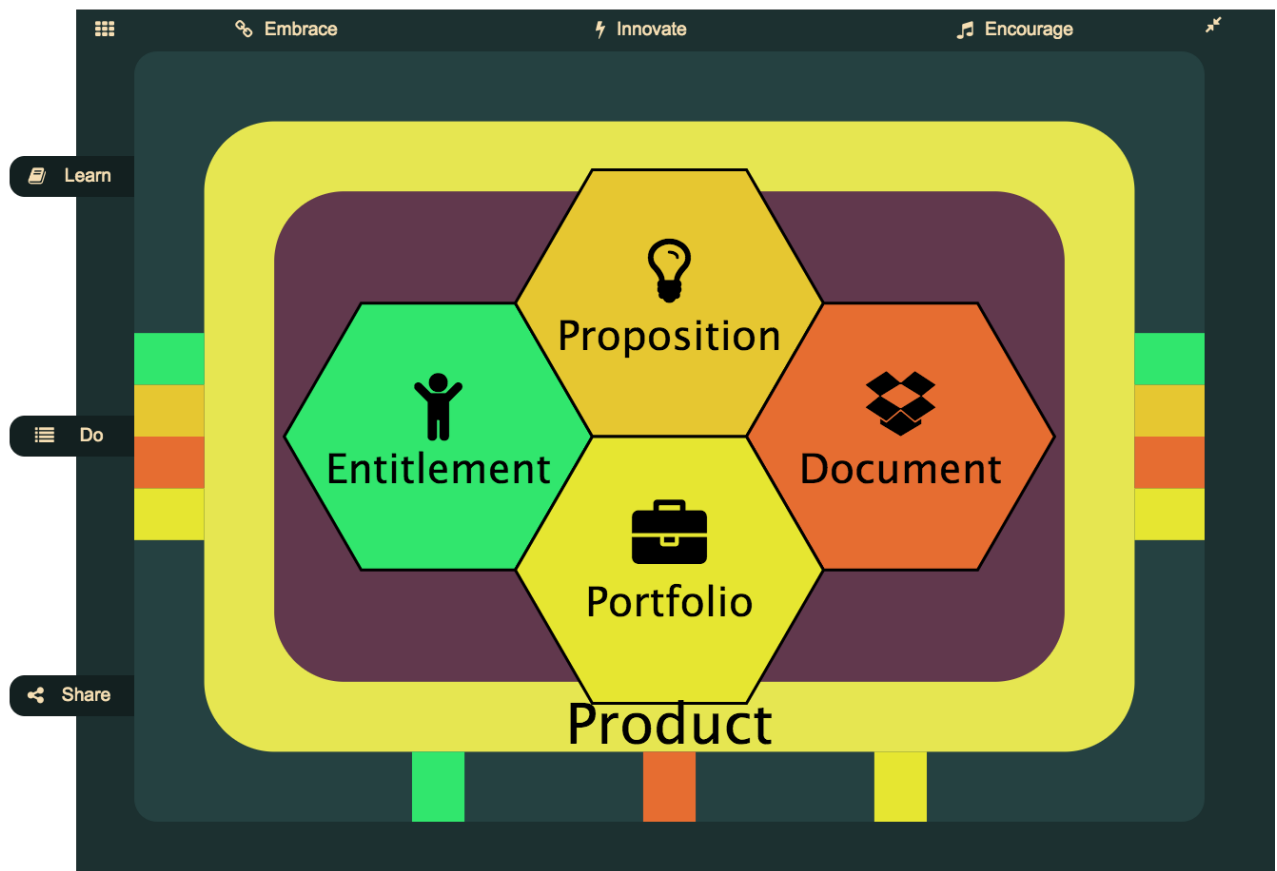 Embrace
Innovate
Encourage
Learn
Proposition
Do
Entitlement
Document
Portfolio
Share
Product